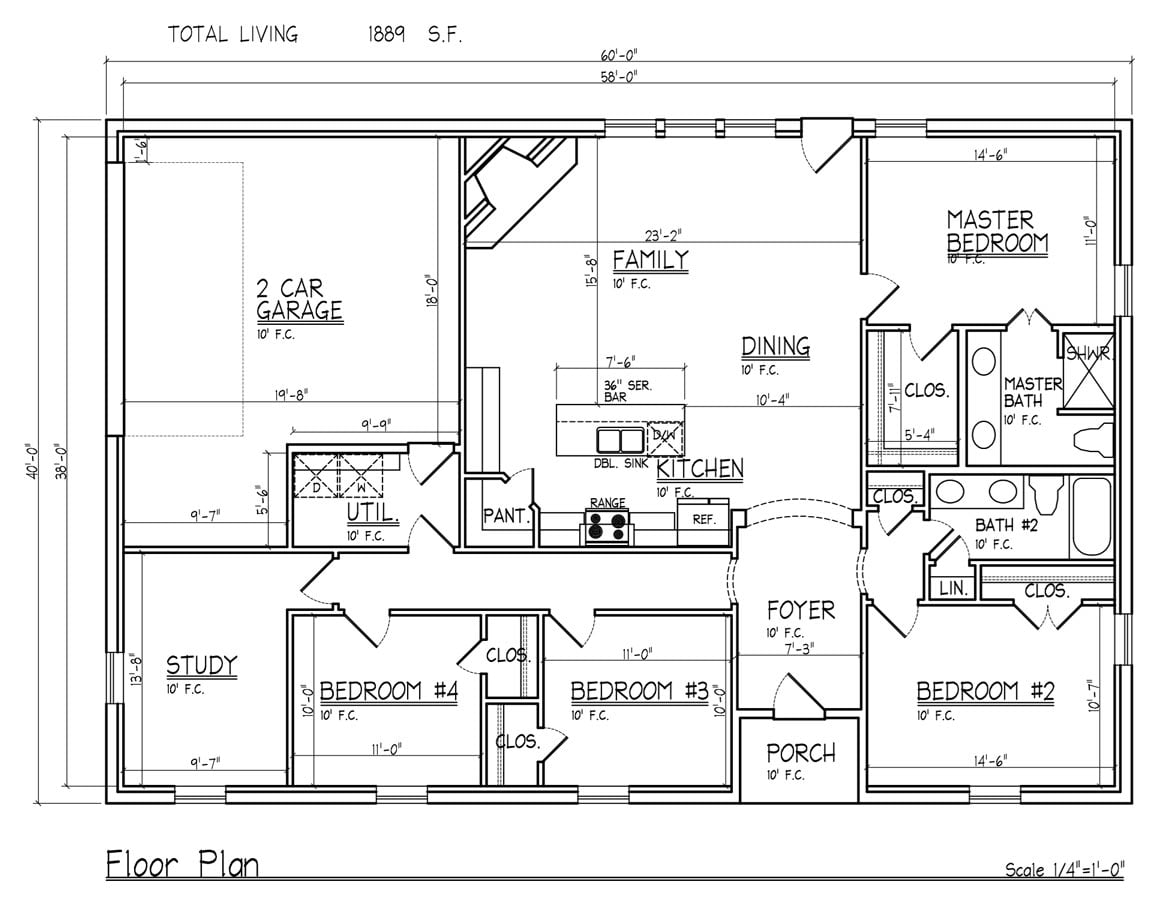 TOTAL LIVING 1889 S.F.
60'-0"
58'-0"
1'-6"
14'-6"
MASTER
BEDROOM
10' F.C.
11'-0"
23'-2"
FAMILY
10' F.C.
15'-8"
2 CAR
GARAGE
10' F.C.
18'-0"
DINING
10' F.C.
SHWR.
7'-6"
36" SER.
BAR
CLOS.
7'-11"
MASTER
BATH
10' F.C.
19'-8"
10'-4"
9'-9"
5'-4"
D/W
40'-0"
38'-0"
DBL. SINK
KITCHEN
10' F.C.
D
W
5'-6"
UTIL.
10' F.C.
9'-7"
PANT.
RANGE
REF.
CLOS.
BATH #2
10' F.C.
LIN.
CLOS.
FOYER
10' F.C.
7'-3"
STUDY
10' F.C.
13'-8"
CLOS.
11'-0"
BEDROOM #4
10' F.C.
10'-0"
BEDROOM #3
10' F.C.
10'-0"
BEDROOM #2
10' F.C.
10'-7"
CLOS.
11'-0"
PORCH
10' F.C.
9'-7"
14'-6"
Floor Plan
Scale 1/4"=1'-0"